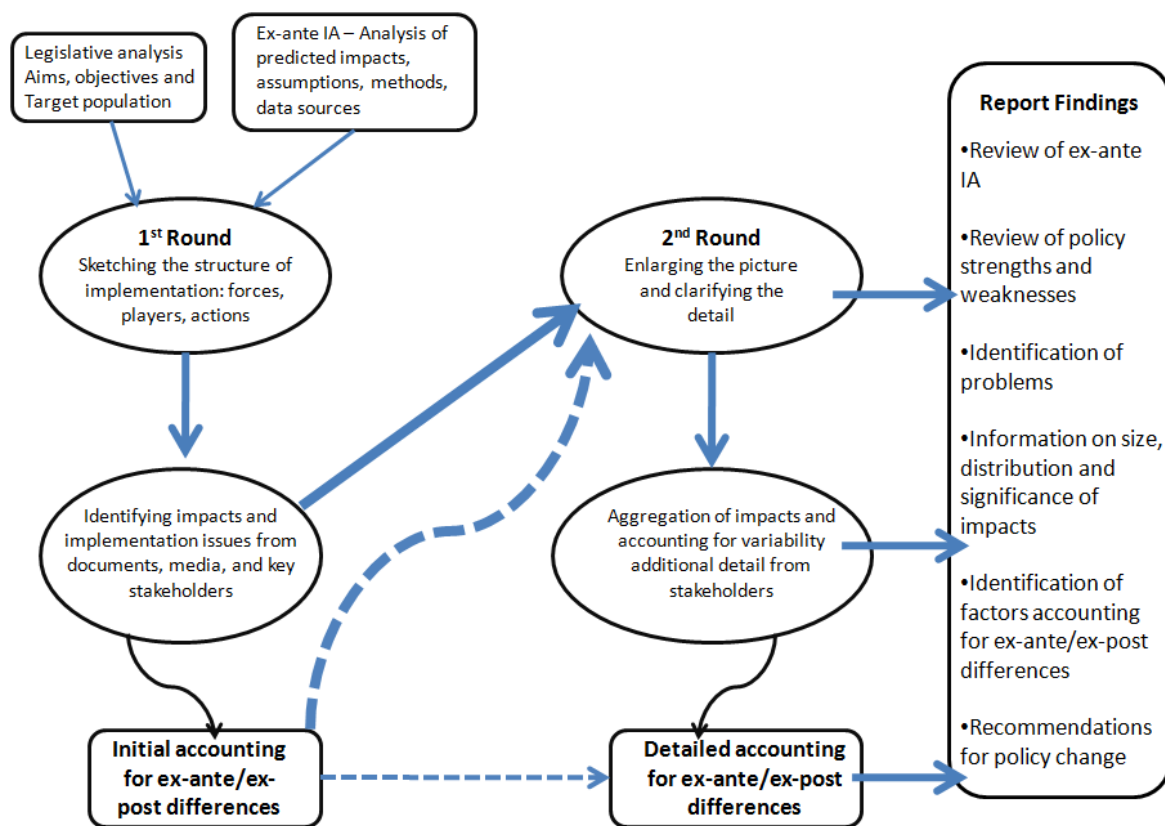 Legislative analysis
Aims, objectives and
Target population
Ex-ante IA – Analysis of
predicted impacts,
assumptions, methods,
data sources
1st Round
Sketching the structure of
implementation: forces,
players, actions
2nd Round
Enlarging the picture
and clarifying the
detail
Identifying impacts and
implementation issues from
documents, media, and key
stakeholders
Aggregation of impacts and
accounting for variability
additional detail from
stakeholders
Initial accounting
for ex-ante/ex-
post differences
Detailed accounting
for ex-ante/ex-post
differences
Report Findings
•Review of ex-ante
IA
•Review of policy
strengths and
weaknesses
•Identification of
problems
•Information on size,
distribution and
significance of
impacts
•Identification of
factors accounting
for ex-ante/ex-post
differences
•Recommendations
for policy change